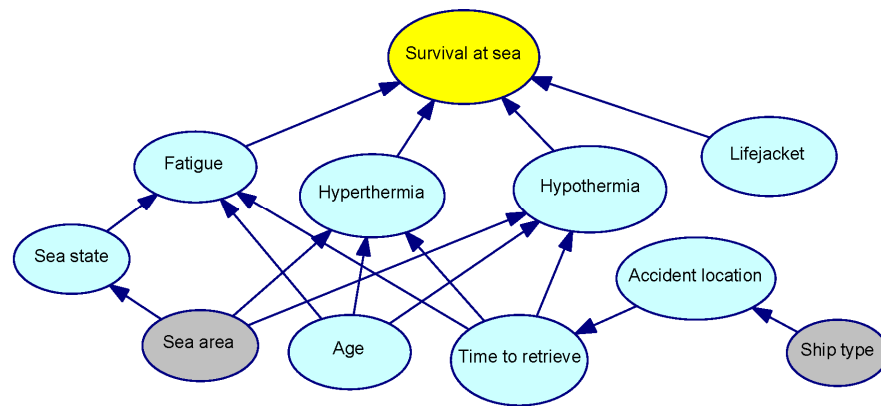 Survival at sea
Fatigue
Lifejacket
Hyperthermia
Hypothermia
Sea state
Accident location
Sea area
Age
Time to retrieve
Ship type